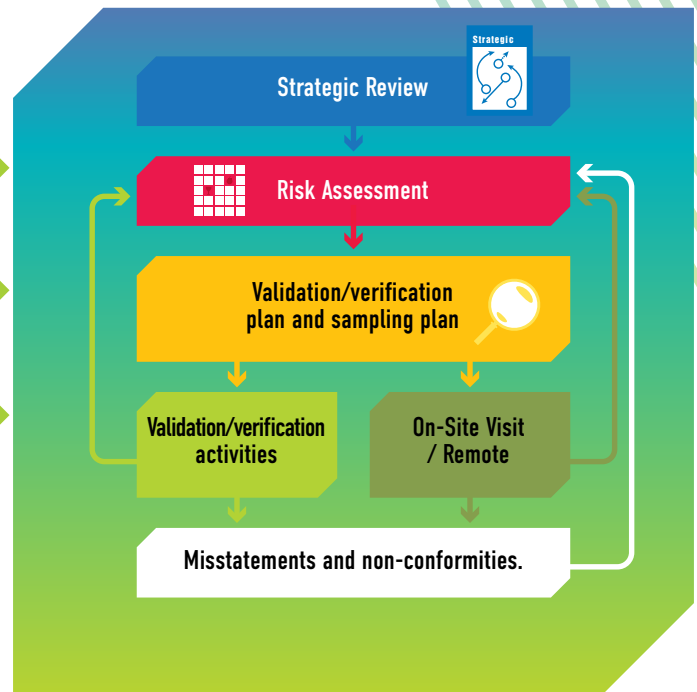 Strategic
Strategic Review
Risk Assessment
Validation/verification
plan and sampling plan
Validation/verification
activities
On-Site Visit
/ Remote
Misstatements and non-conformities.